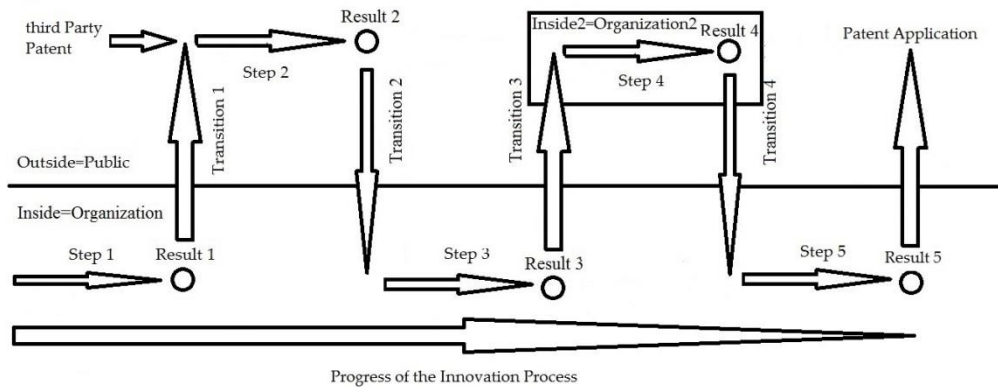 third Party
Patent
Step 2
Result 2
Transition 1
Transition 2
Inside2=Organization2
Result 4
Step 4
Transition 3
Transition 4
Patent Application
Outside=Public
Inside=Organization
Step 1
Result 1
Step 3
Result 3
Step 5
Result 5
Progress of the Innovation Process